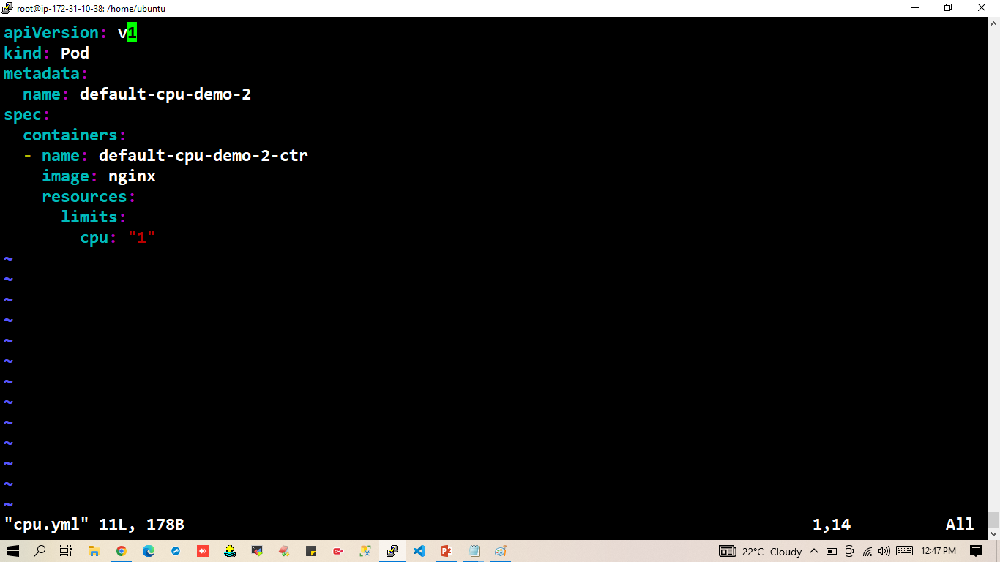 root@ip-172-31-10-38: /home/ubuntu
apiVersion: v1
kind: Pod
metadata:
  name: default-cpu-demo-2
spec:
  containers:
  - name: default-cpu-demo-2-ctr
    image: nginx
    resources:
      limits:
        cpu: "1"
~
~
~
~
~
~
~
~
~
~
~
~
~
"cpu.yml" 11L, 178B 1,14 All
22°C Cloudy 12:47 PM